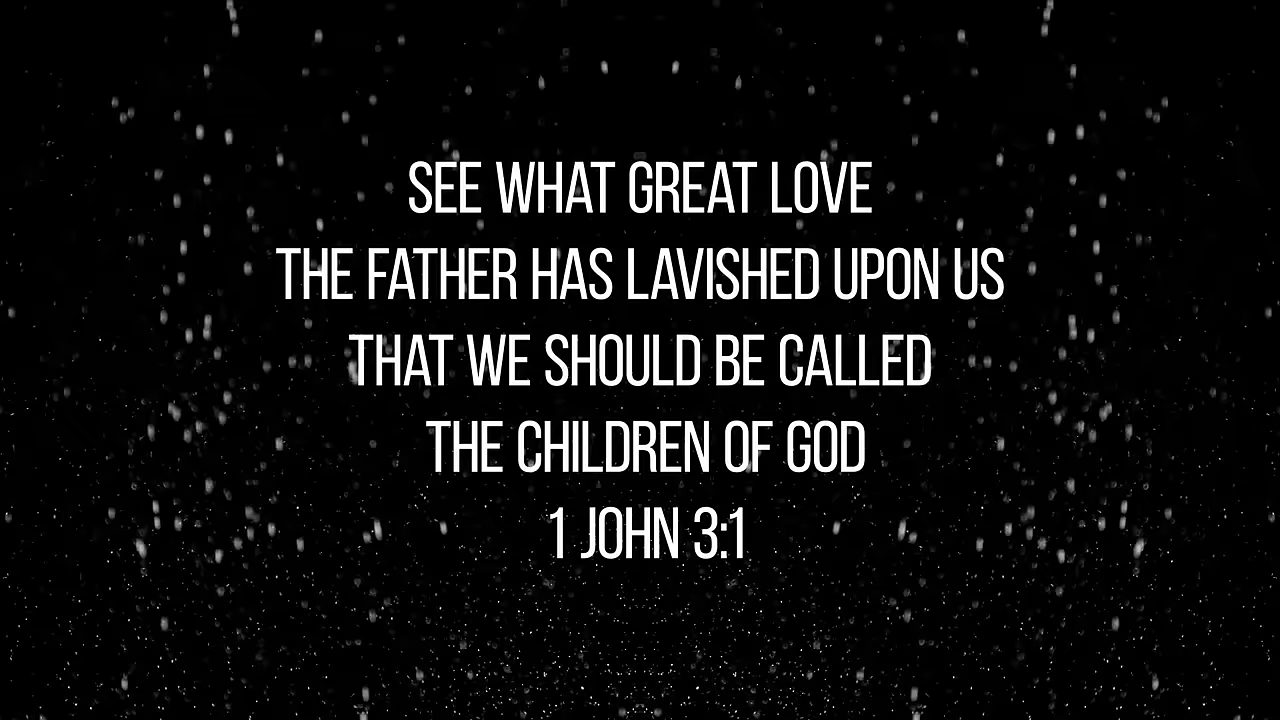 SEE WHAT GREAT LOVE
THE FATHER HAS LAVISHED UPON US
THAT WE SHOULD BE CALLED
THE CHILDREN OF GOD
1 JOHN 3:1